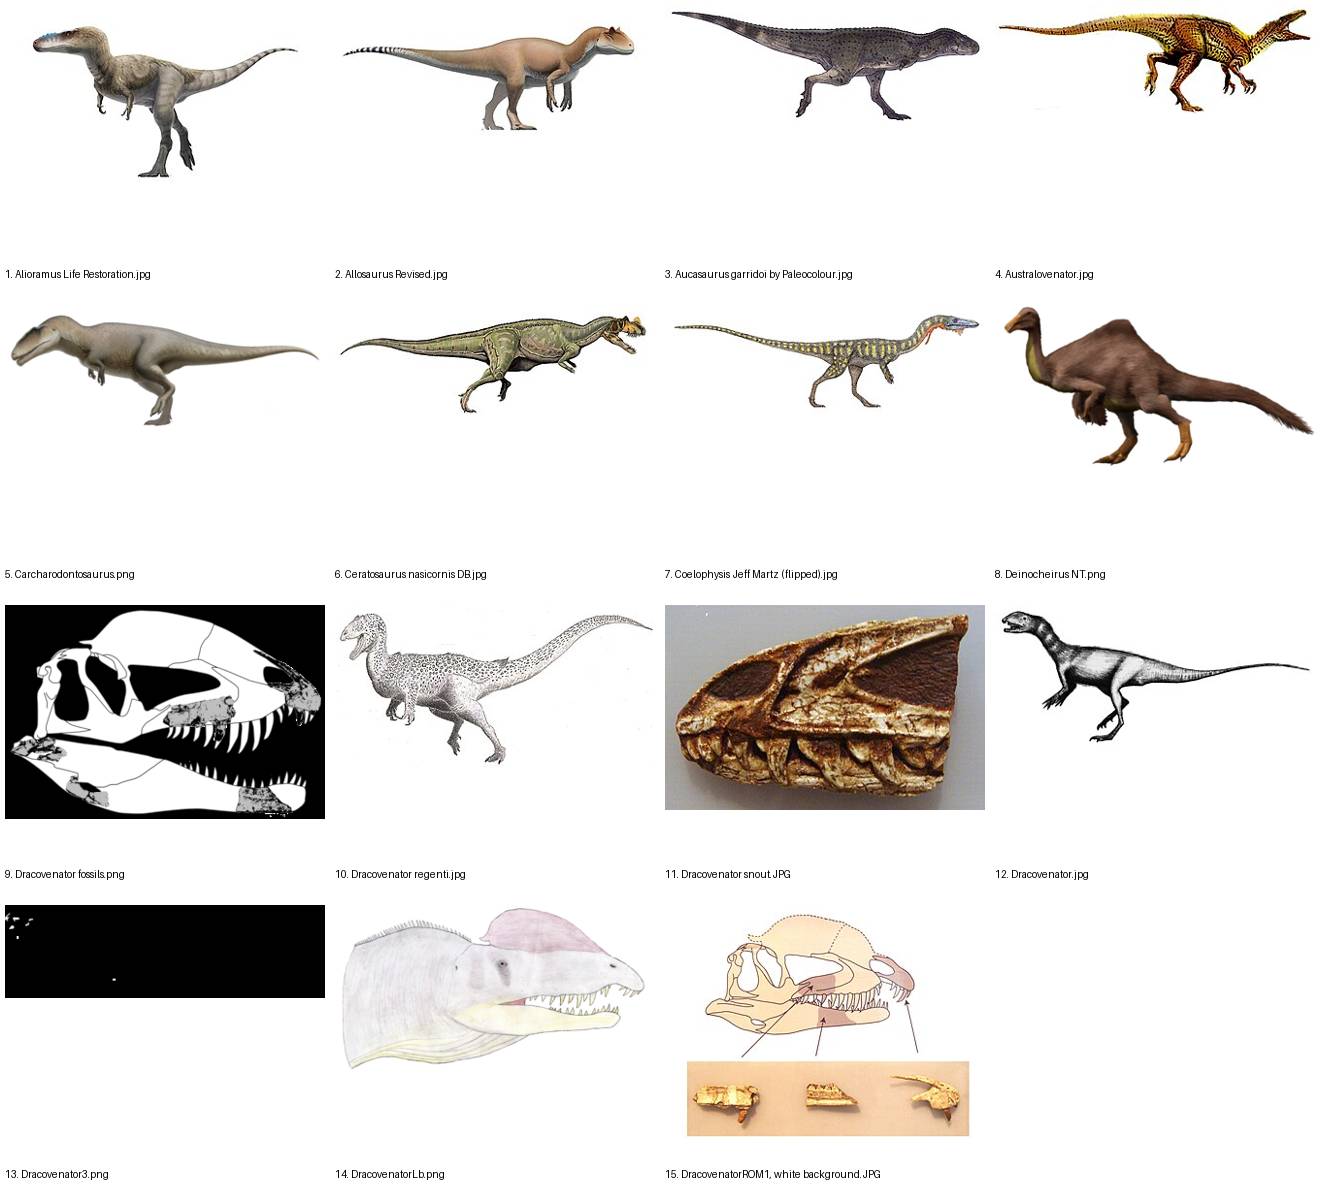 1. Alioramus Life Restoration.jpg
2. Allosaurus Revised.jpg
3. Aucasaurus garridoi by Paleocolour.jpg
4. Australovenator.jpg
5. Carcharodontosaurus.png
6. Ceratosaurus nasicornis DB.jpg
7. Coelophysis Jeff Martz (flipped).jpg
8. Deinocheirus NT.png
9. Dracovenator fossils.png
10. Dracovenator regenti.jpg
11. Dracovenator snout.JPG
12. Dracovenator.jpg
13. Dracovenator3.png
14. DracovenatorLb.png
15. DracovenatorROM1, white background.JPG